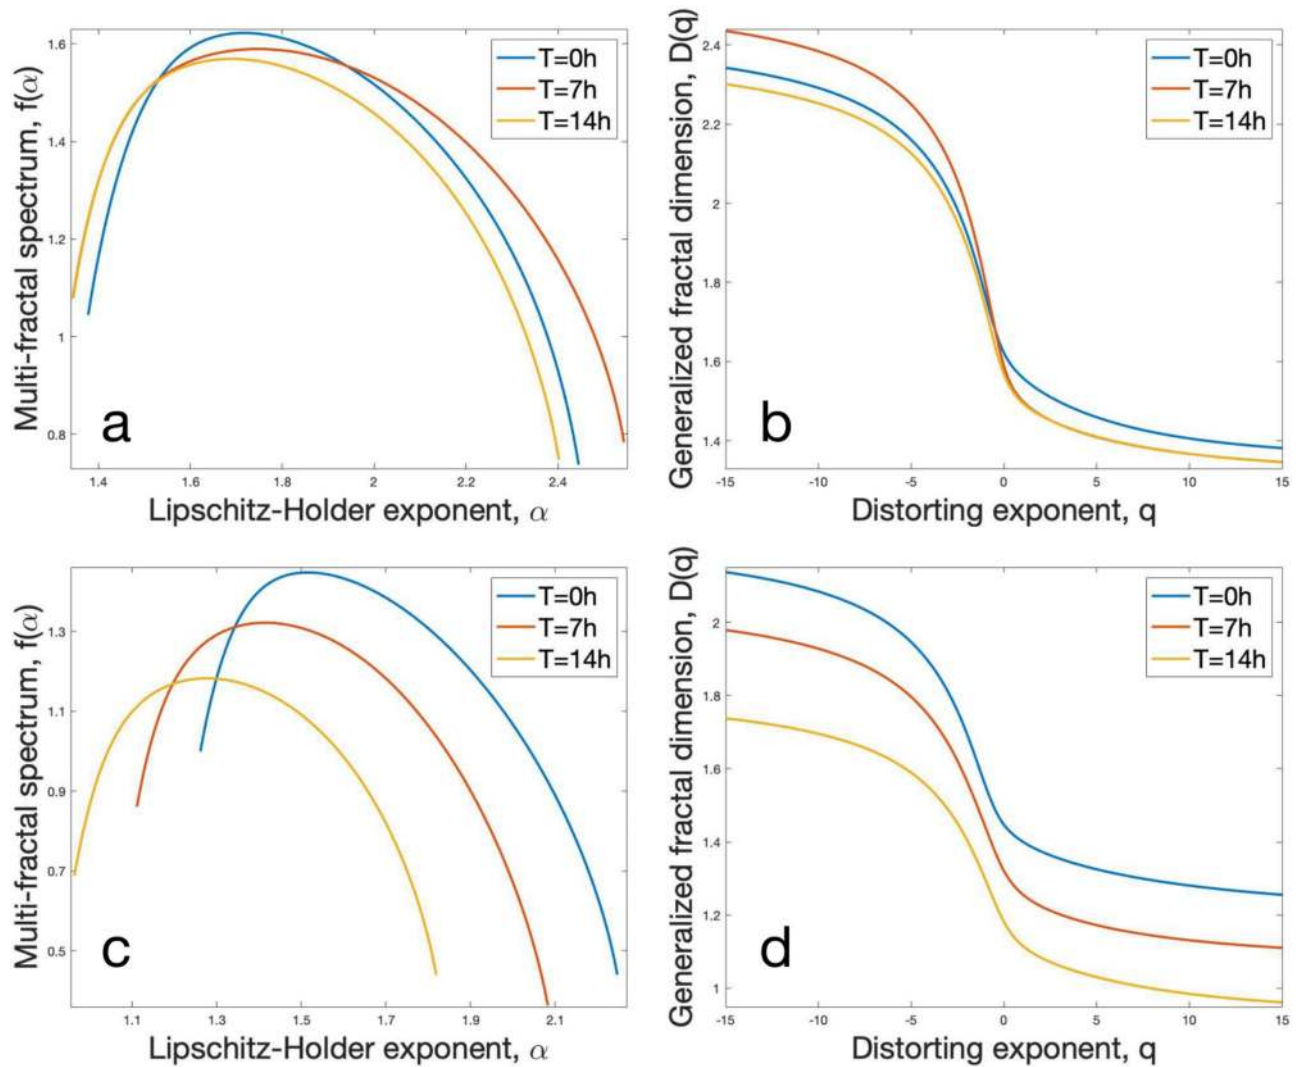 Multi-fractal spectrum, f(α)
1.6
1.4
1.2
1
0.8
T=0h
T=7h
T=14h
a
1.4 1.6 1.8 2 2.2 2.4
Lipschitz-Holder exponent, α
Generalized fractal dimension, D(q)
2.4
2.2
2
1.8
1.6
1.4
T=0h
T=7h
T=14h
b
-15 -10 -5 0 5 10 15
Distorting exponent, q
Multi-fractal spectrum, f(α)
1.3
1.1
0.9
0.7
0.5
T=0h
T=7h
T=14h
c
1.1 1.3 1.5 1.7 1.9 2.1
Lipschitz-Holder exponent, α
Generalized fractal dimension, D(q)
2
1.8
1.6
1.4
1.2
1
T=0h
T=7h
T=14h
d
-15 -10 -5 0 5 10 15
Distorting exponent, q